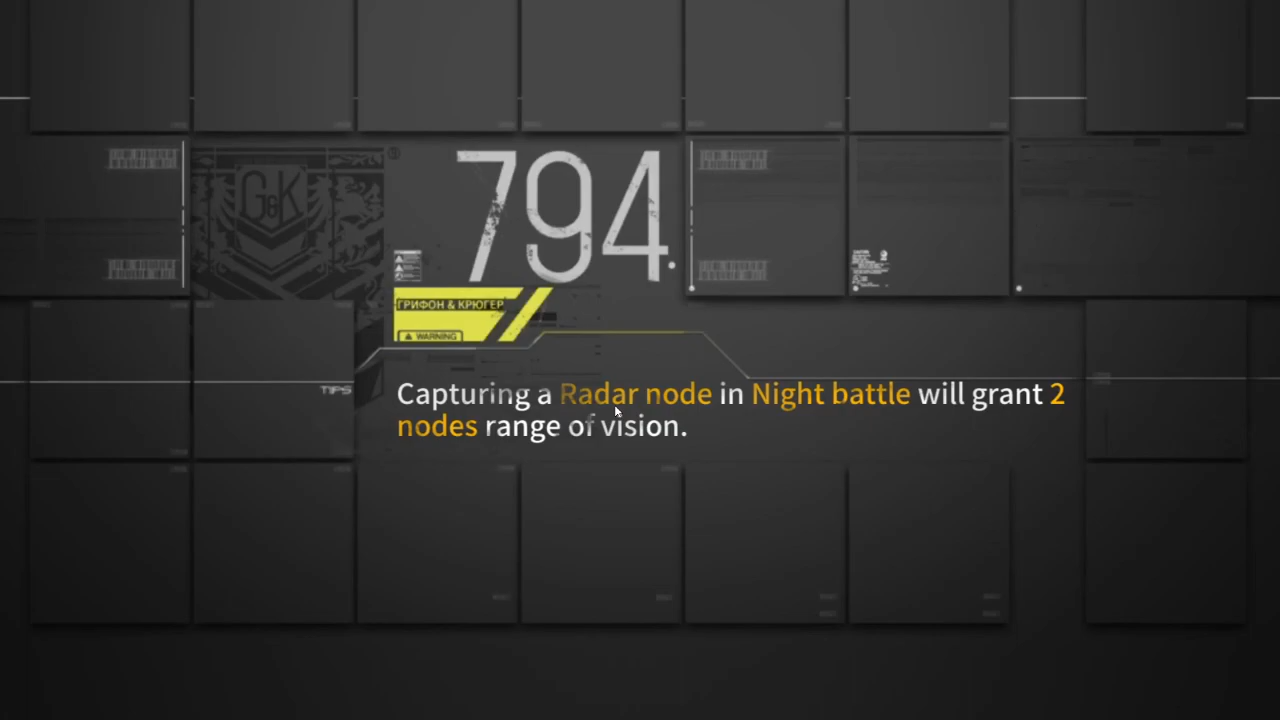 G&K
794.
ГРИФОН & КРЮГЕР
WARNING
TIPS
Capturing a Radar node in Night battle will grant 2
nodes range of vision.